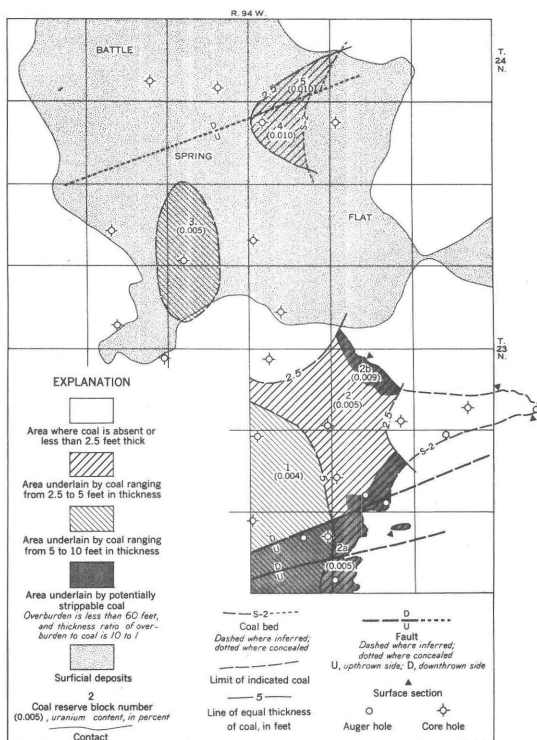 R. 94 W.
BATTLE
T.
24
N.
2.5
5
(0.010)
S-2
4
(0.010)
D
U
SPRING
FLAT
3
(0.005)
T.
23
N.
2.5
2b
(0.009)
2
(0.005)
2.5
S-2
1
(0.004)
5
D
U
2a
(0.005)
D
U
EXPLANATION
Area where coal is absent or
less than 2.5 feet thick
Area underlain by coal ranging
from 2.5 to 5 feet in thickness
Area underlain by coal ranging
from 5 to 10 feet in thickness
Area underlain by potentially
strippable coal
Overburden is less than 60 feet,
and thickness ratio of over-
burden to coal is 10 to 1
Surficial deposits
2
Coal reserve block number
(0.005), uranium content, in percent
Contact
S-2
Coal bed
Dashed where inferred;
dotted where concealed
Limit of indicated coal
5
Line of equal thickness
of coal, in feet
D
U
Fault
Dashed where inferred;
dotted where concealed
U, upthrown side; D, downthrown side
Surface section
Auger hole
Core hole